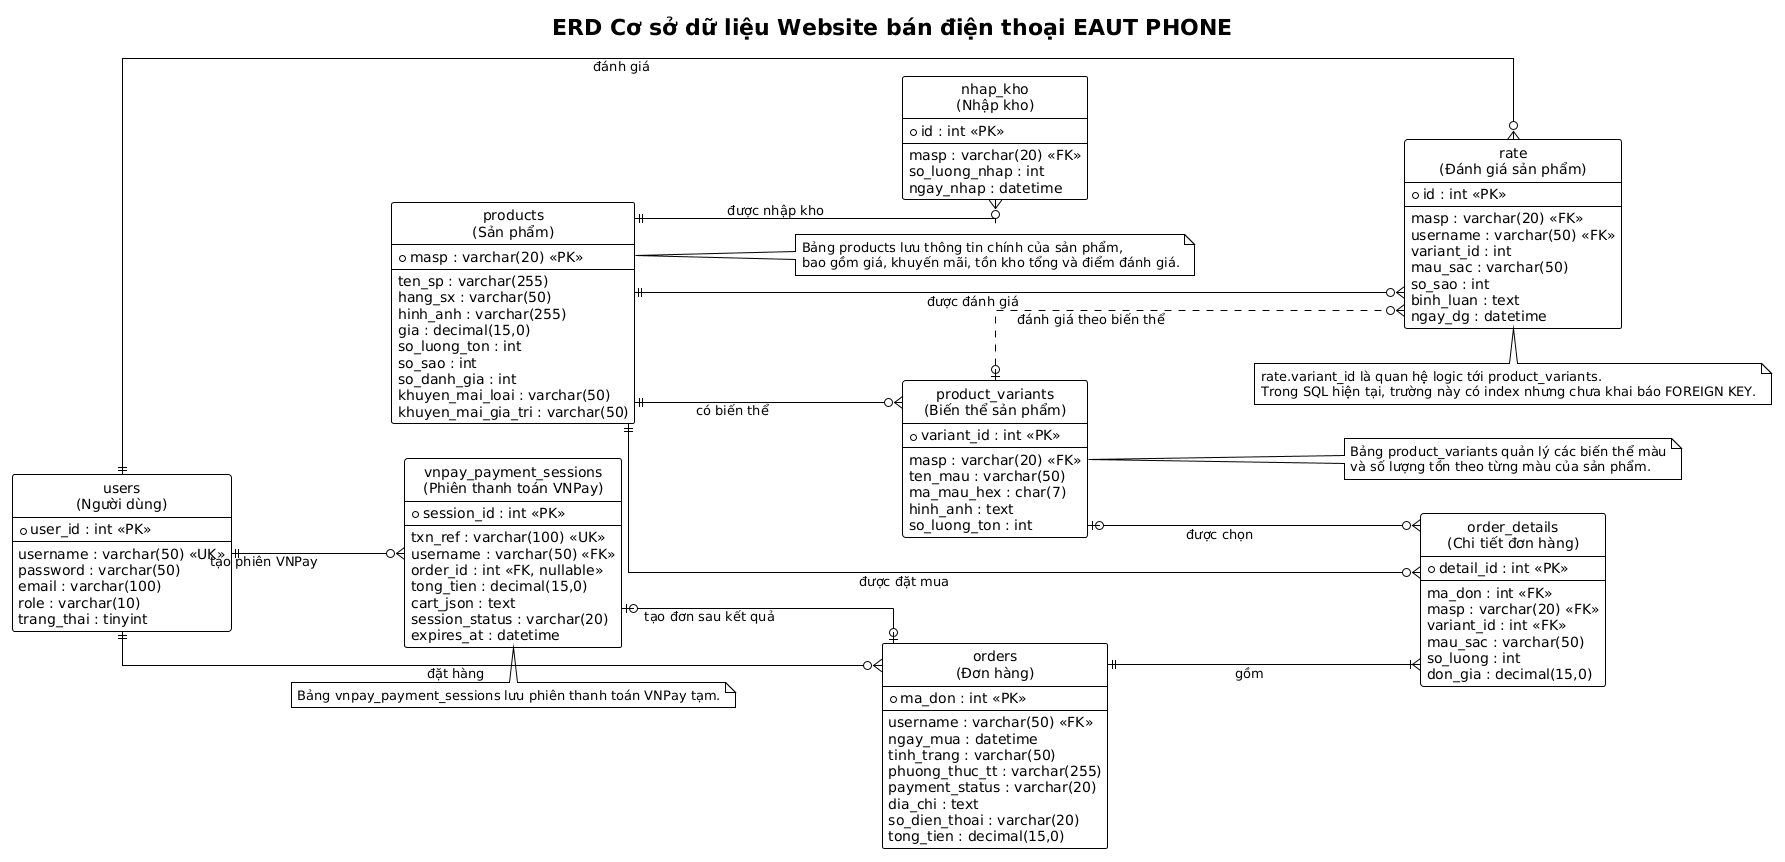 ERD Cơ sở dữ liệu Website bán điện thoại EAUT PHONE
đánh giá
nhap_kho
(Nhập kho)
id : int «PK»
masp : varchar(20) «FK»
so_luong_nhap : int
ngay_nhap : datetime
rate
(Đánh giá sản phẩm)
id : int «PK»
masp : varchar(20) «FK»
username : varchar(50) «FK»
variant_id : int
mau_sac : varchar(50)
so_sao : int
binh_luan : text
ngay_dg : datetime
products
(Sản phẩm)
masp : varchar(20) «PK»
ten_sp : varchar(255)
hang_sx : varchar(50)
hinh_anh : varchar(255)
gia : decimal(15,0)
so_luong_ton : int
so_sao : int
so_danh_gia : int
khuyen_mai_loai : varchar(50)
khuyen_mai_gia_tri : varchar(50)
được nhập kho
Bảng products lưu thông tin chính của sản phẩm,
bao gồm giá, khuyến mãi, tồn kho tổng và điểm đánh giá.
được đánh giá
đánh giá theo biến thể
rate.variant_id là quan hệ logic tới product_variants.
Trong SQL hiện tại, trường này có index nhưng chưa khai báo FOREIGN KEY.
có biến thể
product_variants
(Biến thể sản phẩm)
variant_id : int «PK»
masp : varchar(20) «FK»
ten_mau : varchar(50)
ma_mau_hex : char(7)
hinh_anh : text
so_luong_ton : int
Bảng product_variants quản lý các biến thể màu
và số lượng tồn theo từng màu của sản phẩm.
users
(Người dùng)
user_id : int «PK»
username : varchar(50) «UK»
password : varchar(50)
email : varchar(100)
role : varchar(10)
trang_thai : tinyint
tạo phiên VNPay
vnpay_payment_sessions
(Phiên thanh toán VNPay)
session_id : int «PK»
txn_ref : varchar(100) «UK»
username : varchar(50) «FK»
order_id : int «FK, nullable»
tong_tien : decimal(15,0)
cart_json : text
session_status : varchar(20)
expires_at : datetime
được chọn
được đặt mua
order_details
(Chi tiết đơn hàng)
detail_id : int «PK»
ma_don : int «FK»
masp : varchar(20) «FK»
variant_id : int «FK»
mau_sac : varchar(50)
so_luong : int
don_gia : decimal(15,0)
tạo đơn sau kết quả
đặt hàng
gồm
Bảng vnpay_payment_sessions lưu phiên thanh toán VNPay tạm.
orders
(Đơn hàng)
ma_don : int «PK»
username : varchar(50) «FK»
ngay_mua : datetime
tinh_trang : varchar(50)
phuong_thuc_tt : varchar(255)
payment_status : varchar(20)
dia_chi : text
so_dien_thoai : varchar(20)
tong_tien : decimal(15,0)